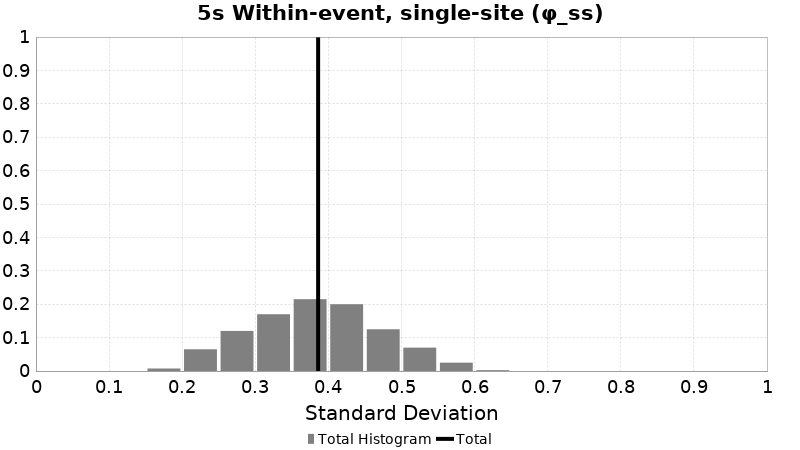 5s Within-event, single-site (φ_ss)
1
0.9
0.8
0.7
0.6
0.5
0.4
0.3
0.2
0.1
0
0 0.1 0.2 0.3 0.4 0.5 0.6 0.7 0.8 0.9 1
Standard Deviation
Total Histogram Total